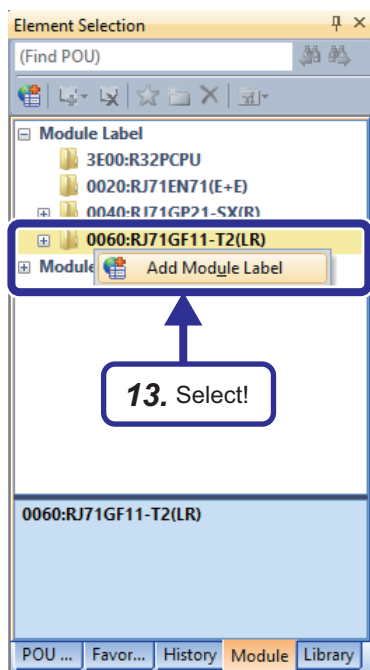 Element Selection
(Find POU)
Module Label
3E00:R32PCPU
0020:RJ71EN71(E+E)
0040:RJ71GP21-SX(R)
0060:RJ71GF11-T2(LR)
Module
Add Module Label
13. Select!
0060:RJ71GF11-T2(LR)
POU ... Favor... History Module Library